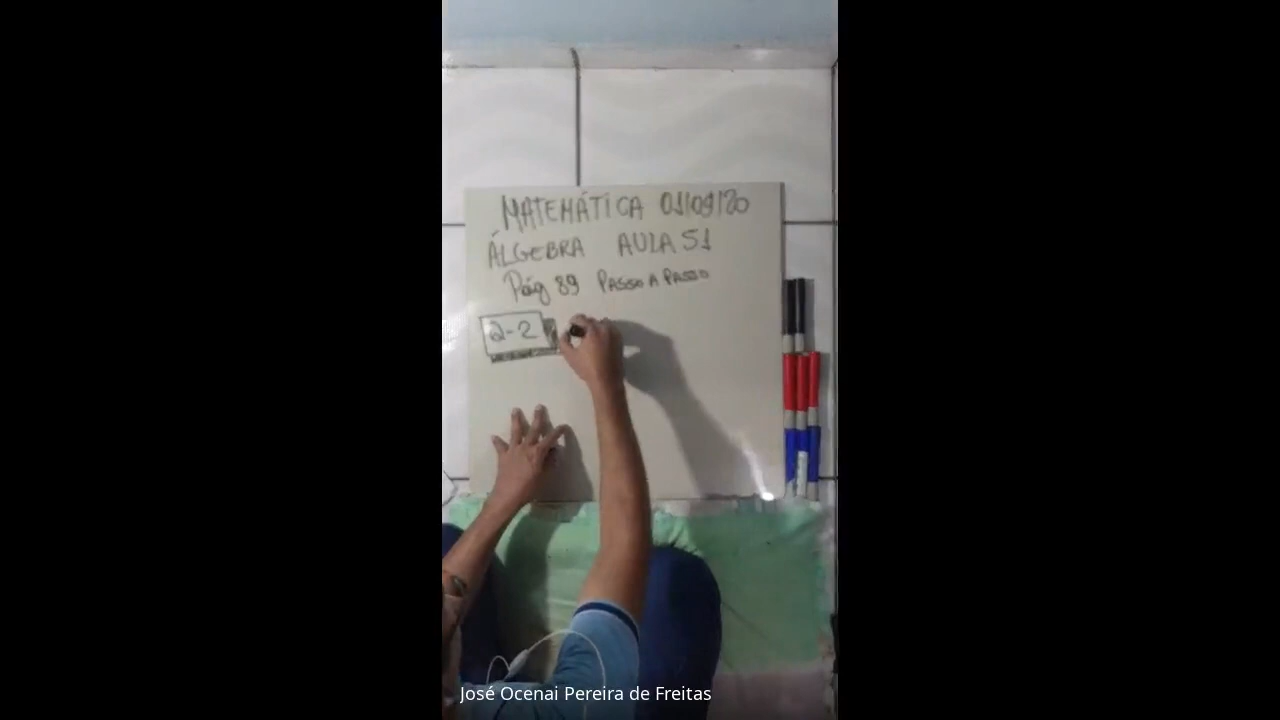 MATEMÁTICA 01/09/20
ÁLGEBRA AULA 51
Pág 89 PASSO A PASSO
2-2
José Ocenai Pereira de Freitas